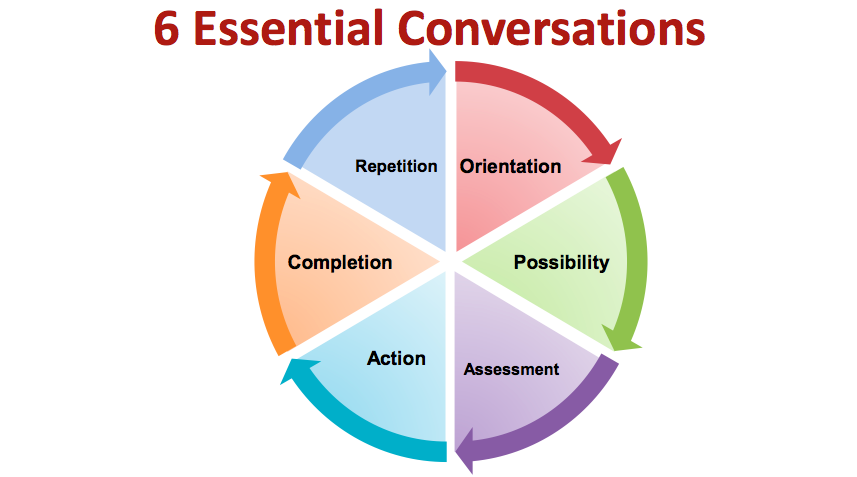 6 Essential Conversations
Repetition
Orientation
Completion
Possibility
Action
Assessment